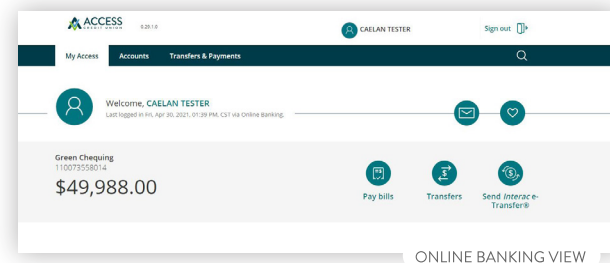 ACCESS
CREDIT UNION
0.29.1.0
CAELAN TESTER
Sign out
My Access Accounts Transfers & Payments
Welcome, CAELAN TESTER
Last logged in Fri, Apr 30, 2021, 01:39 PM, CST via Online Banking.
Green Chequing
110073558014
$49,988.00
Pay bills
Transfers
Send Interac e-
Transfer®
ONLINE BANKING VIEW